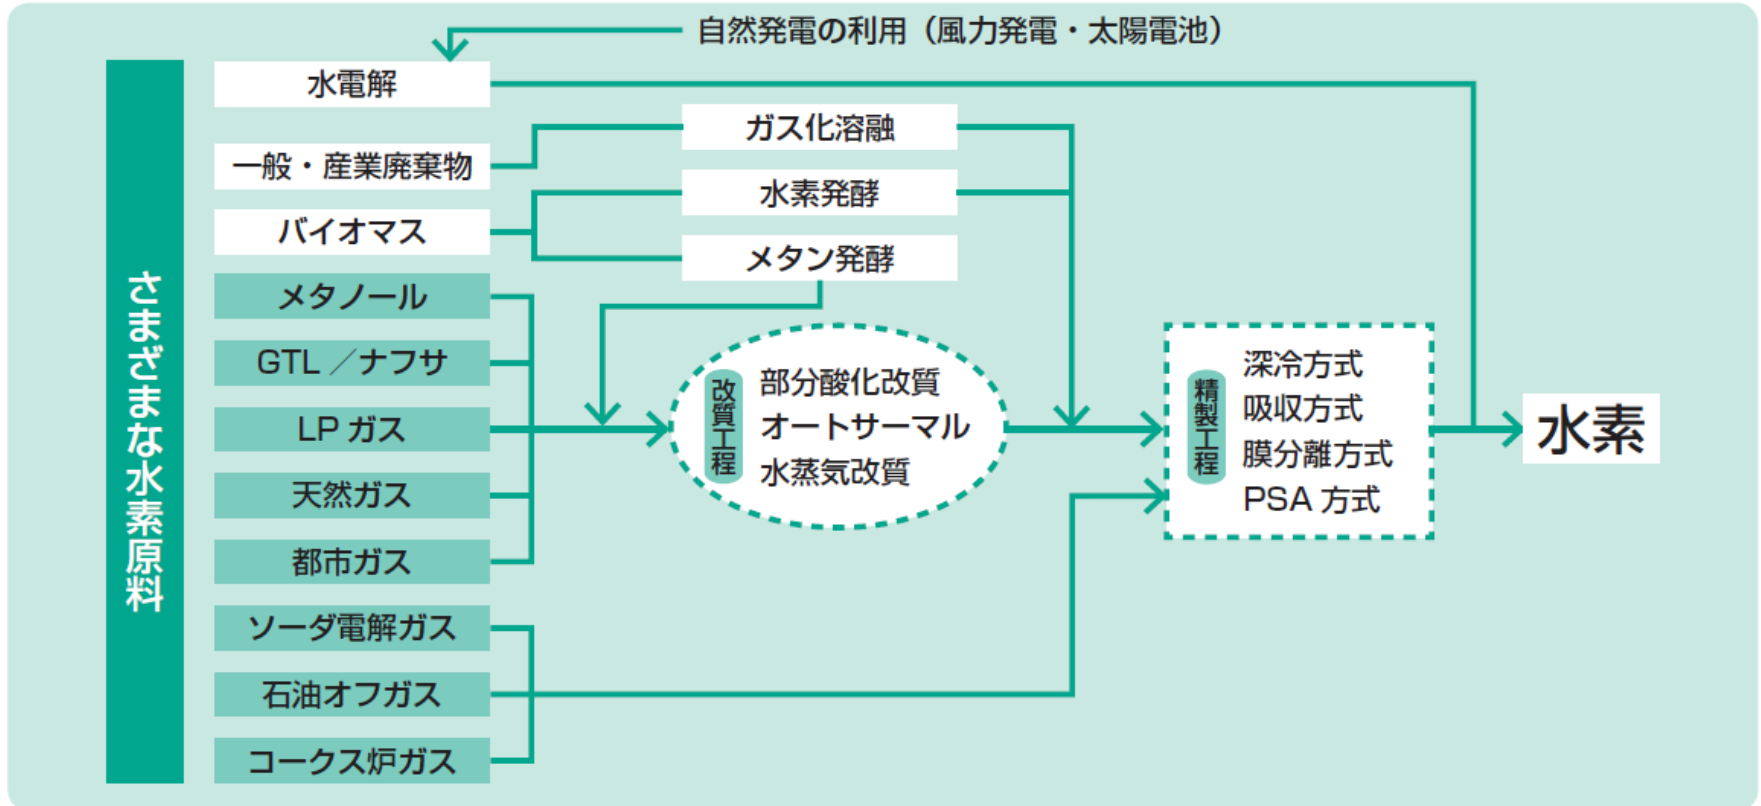 自然発電の利用（風力発電・太陽電池）
さまざまな水素原料
水電解
一般・産業廃棄物
バイオマス
メタノール
GTL／ナフサ
LPガス
天然ガス
都市ガス
ソーダ電解ガス
石油オフガス
コークス炉ガス
ガス化溶融
水素発酵
メタン発酵
改質工程
部分酸化改質
オートサーマル
水蒸気改質
精製工程
深冷方式
吸収方式
膜分離方式
PSA方式
水素